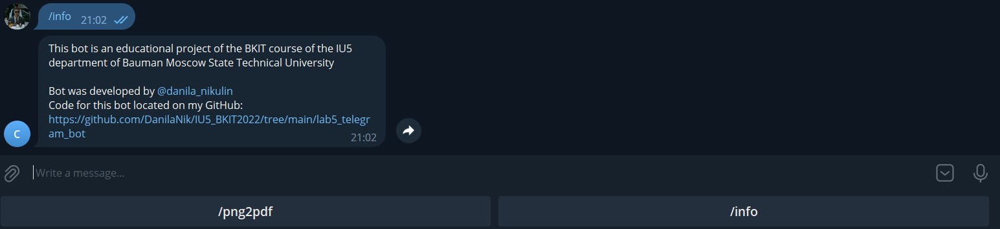 /info 21:02
This bot is an educational project of the BKIT course of the IU5
department of Bauman Moscow State Technical University
Bot was developed by @danila_nikulin
Code for this bot located on my GitHub:
https://github.com/DanilaNik/IU5_BKIT2022/tree/main/lab5_telegr
am_bot
21:02
C
Write a message...
/png2pdf
/info